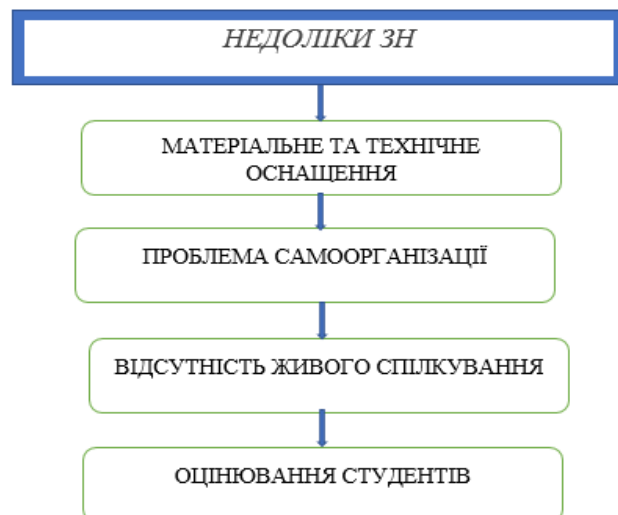 НЕДОЛІКИ ЗН
МАТЕРІАЛЬНЕ ТА ТЕХНІЧНЕ
ОСНАЩЕННЯ
ПРОБЛЕМА САМООРГАНІЗАЦІЇ
ВІДСУТНІСТЬ ЖИВОГО СПІЛКУВАННЯ
ОЦІНЮВАННЯ СТУДЕНТІВ